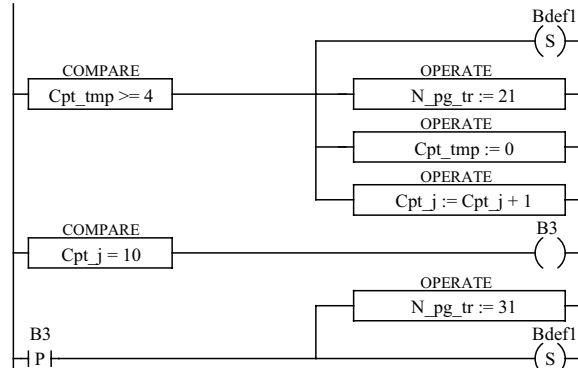 Bdef1
S
COMPARE
OPERATE
Cpt_tmp >= 4
N_pg_tr := 21
OPERATE
Cpt_tmp := 0
OPERATE
Cpt_j := Cpt_j + 1
COMPARE
B3
Cpt_j = 10
OPERATE
N_pg_tr := 31
B3
Bdef1
P
S